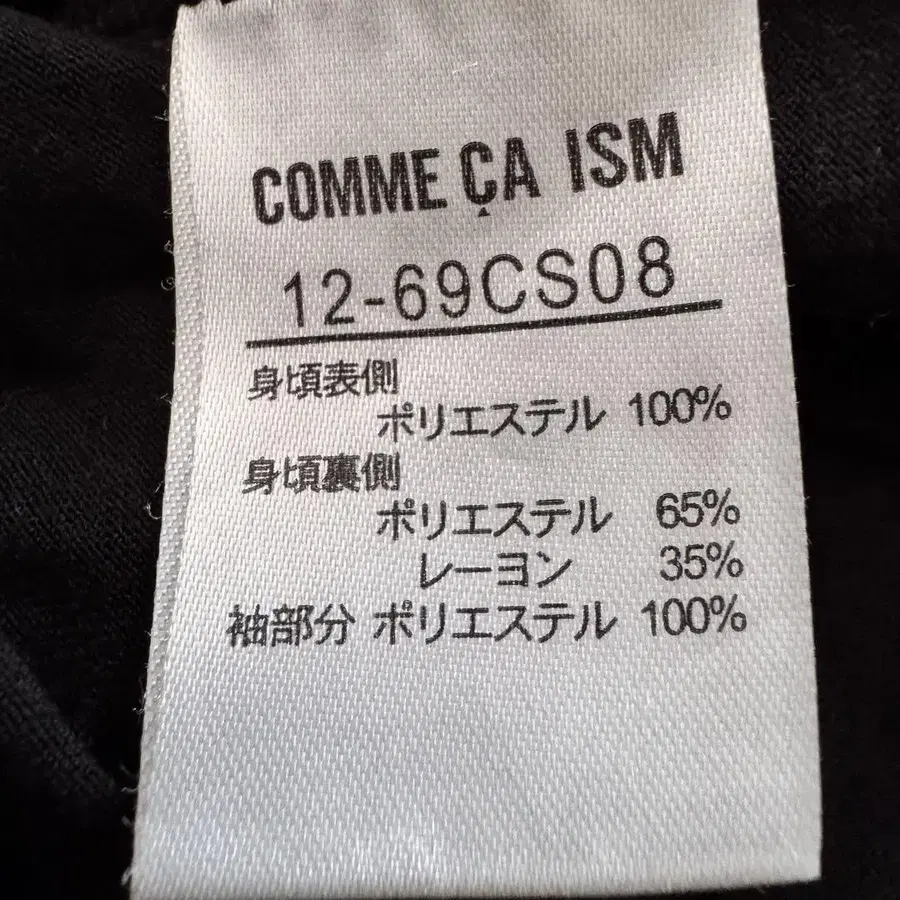 COMME ÇA ISM
12-69CS08
身頃表側
ポリエステル 100%
身頃裏側
ポリエステル 65%
レーヨン 35%
袖部分 ポリエステル 100%